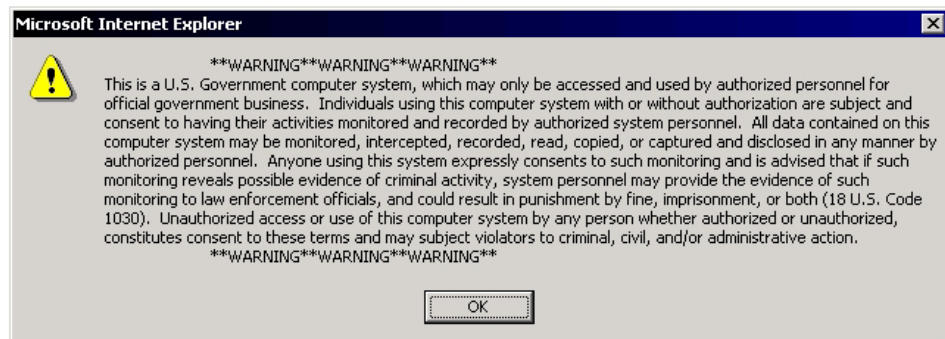 Microsoft Internet Explorer
**WARNING**WARNING**WARNING**
This is a U.S. Government computer system, which may only be accessed and used by authorized personnel for
official government business.  Individuals using this computer system with or without authorization are subject and
consent to having their activities monitored and recorded by authorized system personnel.  All data contained on this
computer system may be monitored, intercepted, recorded, read, copied, or captured and disclosed in any manner by
authorized personnel.  Anyone using this system expressly consents to such monitoring and is advised that if such
monitoring reveals possible evidence of criminal activity, system personnel may provide the evidence of such
monitoring to law enforcement officials, and could result in punishment by fine, imprisonment, or both (18 U.S. Code
1030).  Unauthorized access or use of this computer system by any person whether authorized or unauthorized,
constitutes consent to these terms and may subject violators to criminal, civil, and/or administrative action.
**WARNING**WARNING**WARNING**
OK